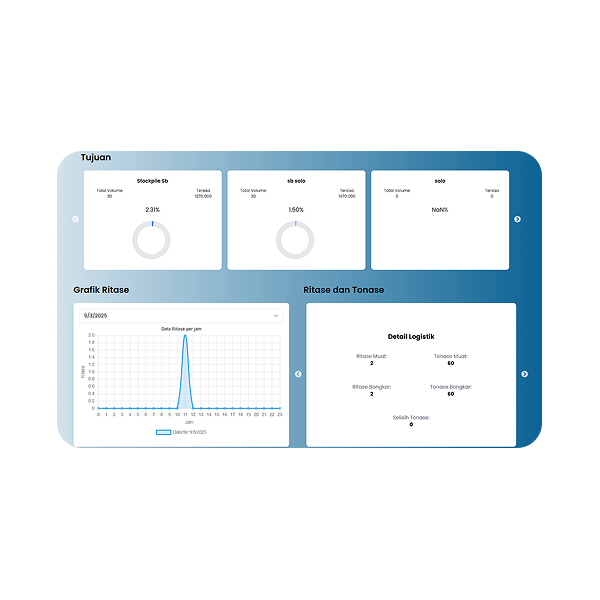 Tujuan
Stockpile Sb
Total Volume
Tersisa
30
1270.000
2.31%
sb solo
Total Volume
Tersisa
30
1970.000
1.50%
solo
Total Volume
Tersisa
0
0
NaN%
Grafik Ritase
9/3/2025
Data Ritase per jam
Ritase
2.0
1.8
1.6
1.4
1.2
1.0
0.8
0.6
0.4
0.2
0
0 1 2 3 4 5 6 7 8 9 10 11 12 13 14 15 16 17 18 19 20 21 22 23
Jam
Data for 9/3/2025
Ritase dan Tonase
Detail Logistik
Ritase Muat:
2
Tonase Muat:
60
Ritase Bongkar:
2
Tonase Bongkar:
60
Selisih Tonase:
0